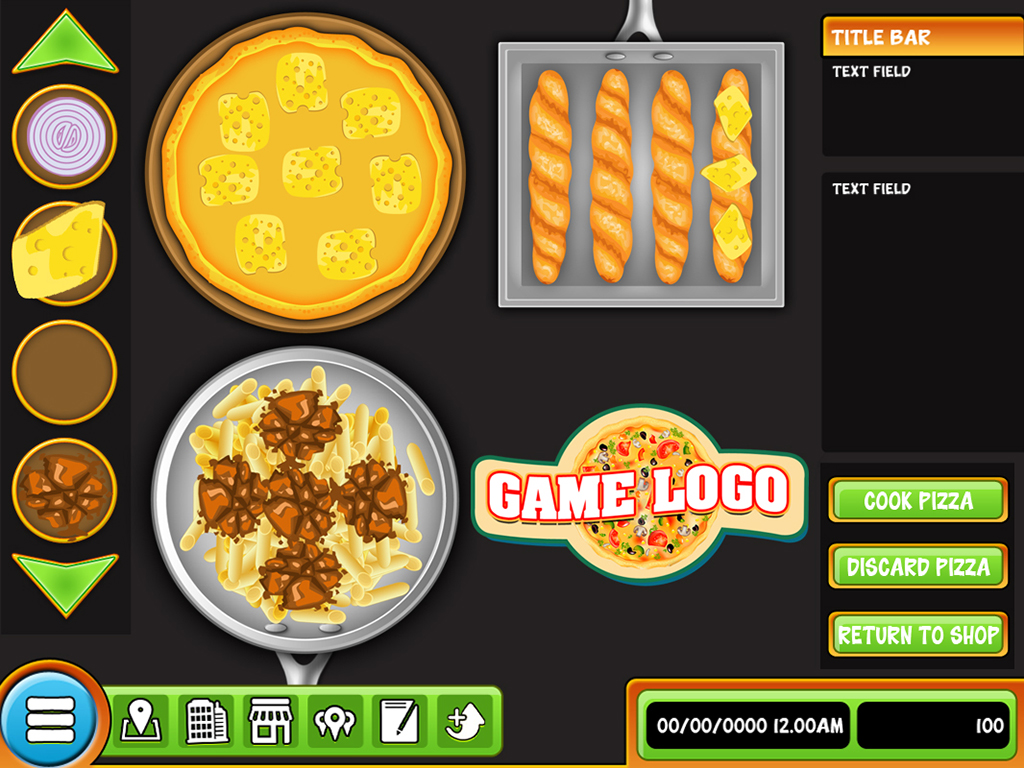 TITLE BAR
TEXT FIELD
TEXT FIELD
GAME LOGO
COOK PIZZA
DISCARD PIZZA
RETURN TO SHOP
00/00/0000 12.00AM
100